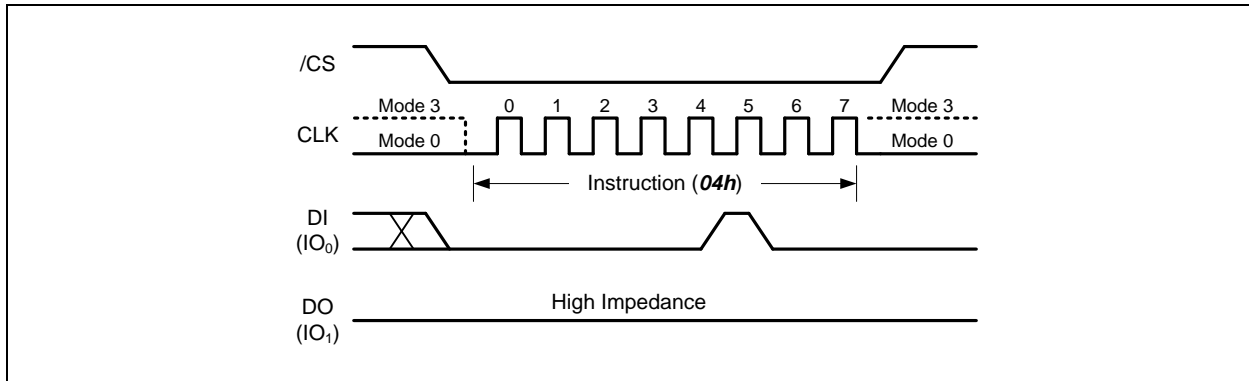 /CS
Mode 3 0 1 2 3 4 5 6 7 Mode 3
CLK Mode 0 Mode 0
Instruction (04h)
DI
(IO₀)
High Impedance
DO
(IO₁)